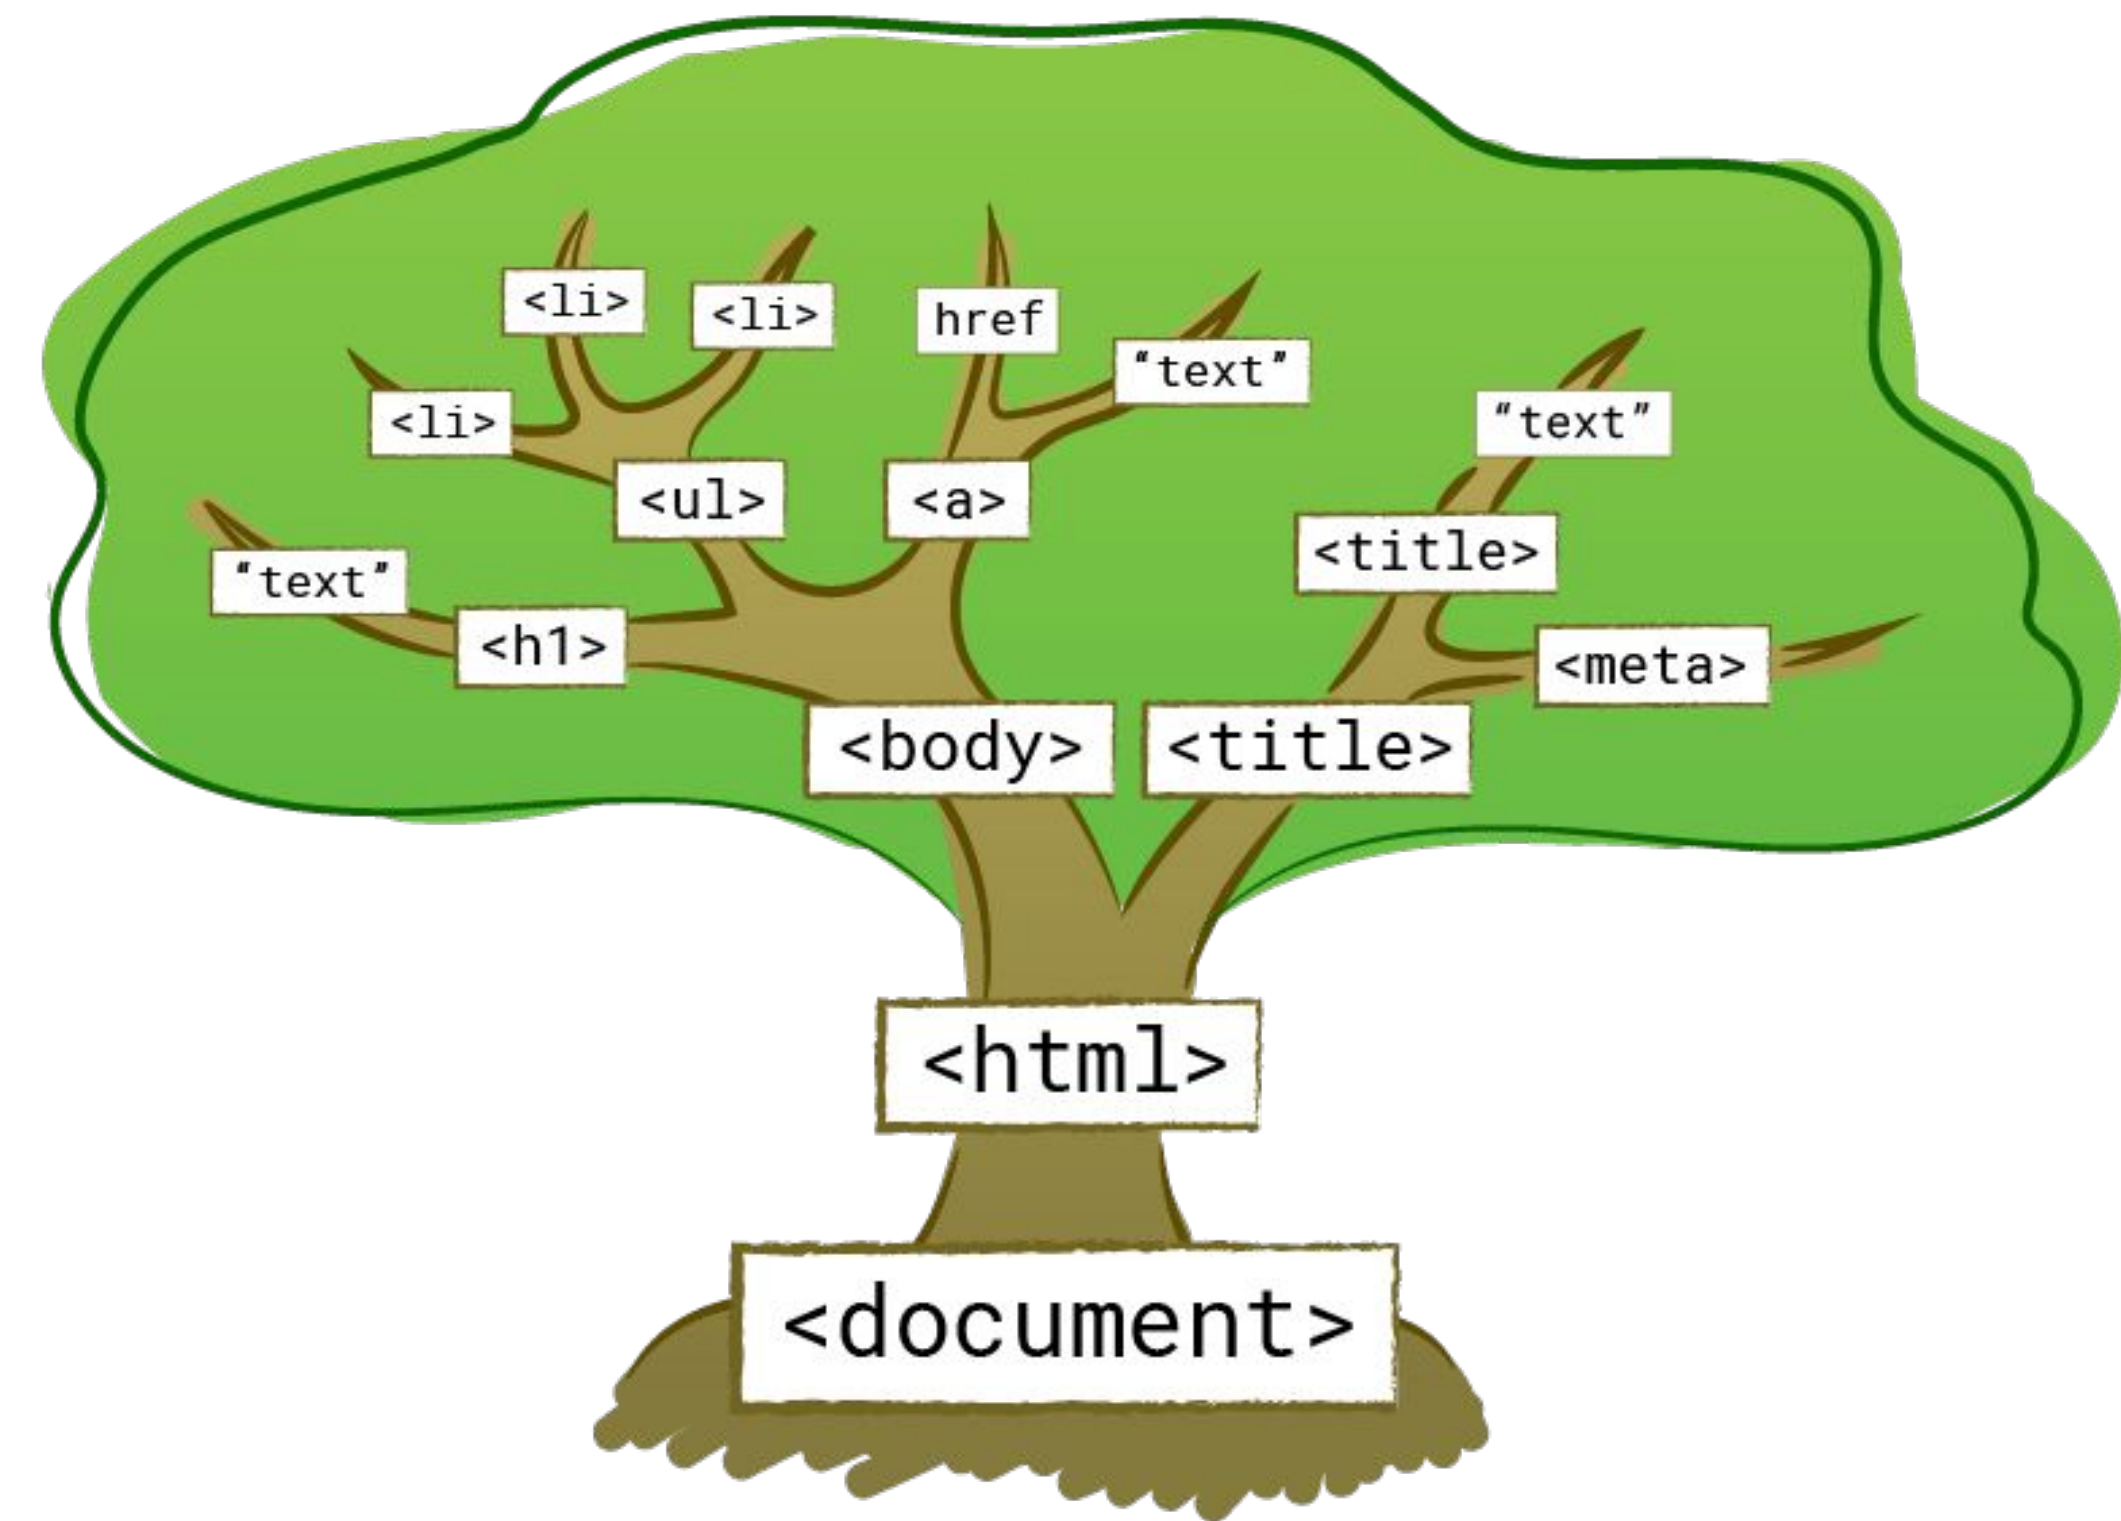 <li>
<li>
href
"text"
<li>
"text"
<ul>
<a>
<title>
"text"
<h1>
<meta>
<body>
<title>
<html>
<document>